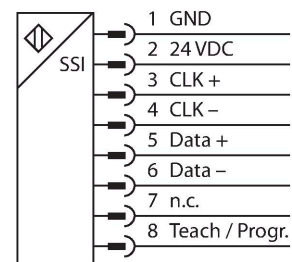 SSI
1 GND
2 24 VDC
3 CLK +
4 CLK –
5 Data +
6 Data –
7 n.c.
8 Teach / Progr.